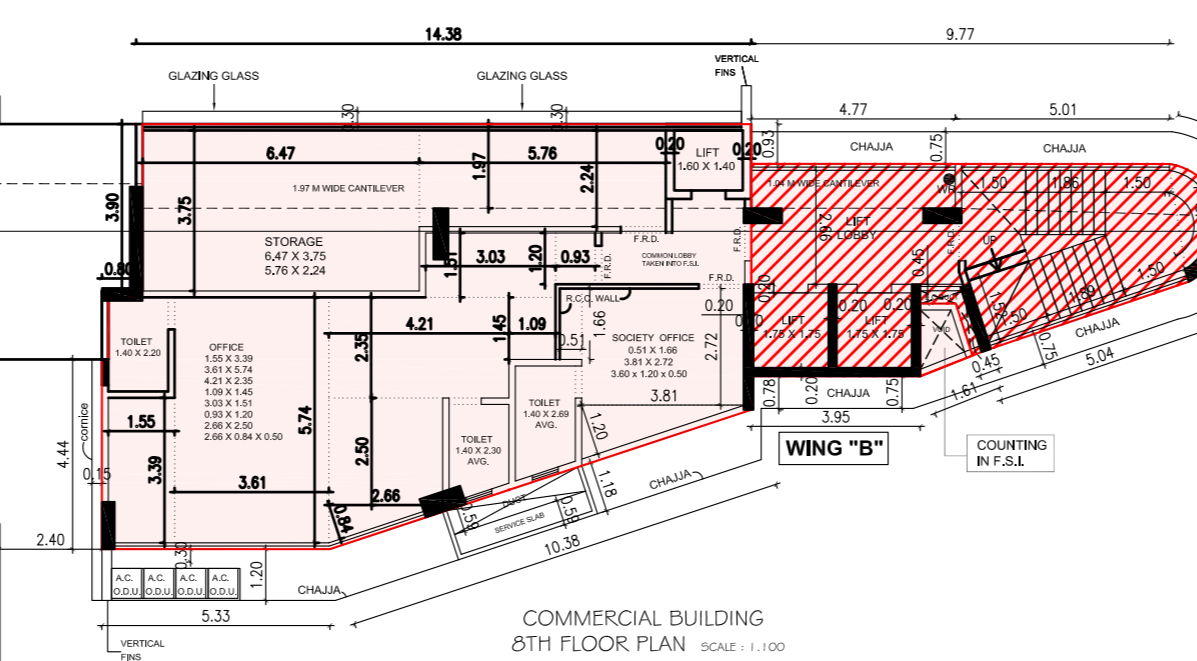 14.38
9.77
GLAZING GLASS
GLAZING GLASS
VERTICAL
FINS
4.77
5.01
0.30
0.30
0.93
0.75
CHAJJA
CHAJJA
6.47
5.76
0.20
0.20
LIFT
1.60 X 1.40
1.97
2.24
1.97 M WIDE CANTILEVER
1.04 M WIDE CANTILEVER
1.50
1.86
1.50
3.90
3.75
LIFT
LOBBY
2.66
STORAGE
6.47 X 3.75
5.76 X 2.24
F.R.D.
F.R.D.
F.R.D.
UP
0.80
1.51
3.03
1.20
0.93
F.R.D.
COMMON LOBBY
TAKEN INTO F.S.I.
F.R.D.
0.45
1.50
1.89
R.C.C. WALL
0.20
0.20
0.20
0.20
1.50
4.21
1.45
1.09
1.66
0.51
2.35
TOILET
1.40 X 2.20
OFFICE
1.55 X 3.39
3.61 X 5.74
4.21 X 2.35
1.09 X 1.45
3.03 X 1.51
0.93 X 1.20
2.66 X 2.50
2.66 X 0.84 X 0.50
SOCIETY OFFICE
0.51 X 1.66
3.81 X 2.72
3.60 x 1.20 x 0.50
2.72
LIFT
1.75 X 1.75
LIFT
1.75 X 1.75
VOID
CHAJJA
0.75
5.04
0.45
1.61
0.78
0.20
CHAJJA
0.75
3.95
3.81
TOILET
1.40 X 2.69
AVG.
1.20
cornice
1.55
5.74
2.50
TOILET
1.40 X 2.30
AVG.
WING "B"
COUNTING
IN F.S.I.
4.44
0.15
3.39
3.61
2.66
0.84
DUCT
0.59
SERVICE SLAB
0.59
1.18
CHAJJA
10.38
2.40
0.30
1.20
A.C.
O.D.U.
A.C.
O.D.U.
A.C.
O.D.U.
A.C.
O.D.U.
CHAJJA
5.33
VERTICAL
FINS
COMMERCIAL BUILDING
8TH FLOOR PLAN SCALE : 1.100